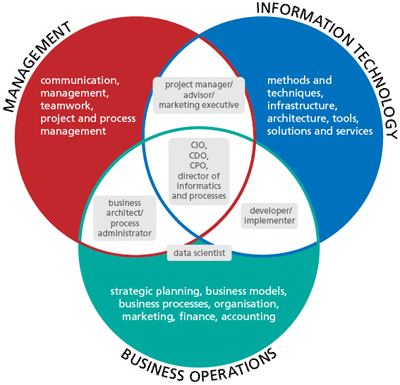 MANAGEMENT
INFORMATION TECHNOLOGY
communication,
management,
teamwork,
project and process
management
project manager/
advisor/
marketing executive
methods and
techniques,
infrastructure,
architecture, tools,
solutions and services
CIO,
CDO,
CPO,
director of
informatics
and processes
business
architect/
process
administrator
developer/
implementer
data scientist
strategic planning, business models,
business processes, organisation,
marketing, finance, accounting
BUSINESS OPERATIONS